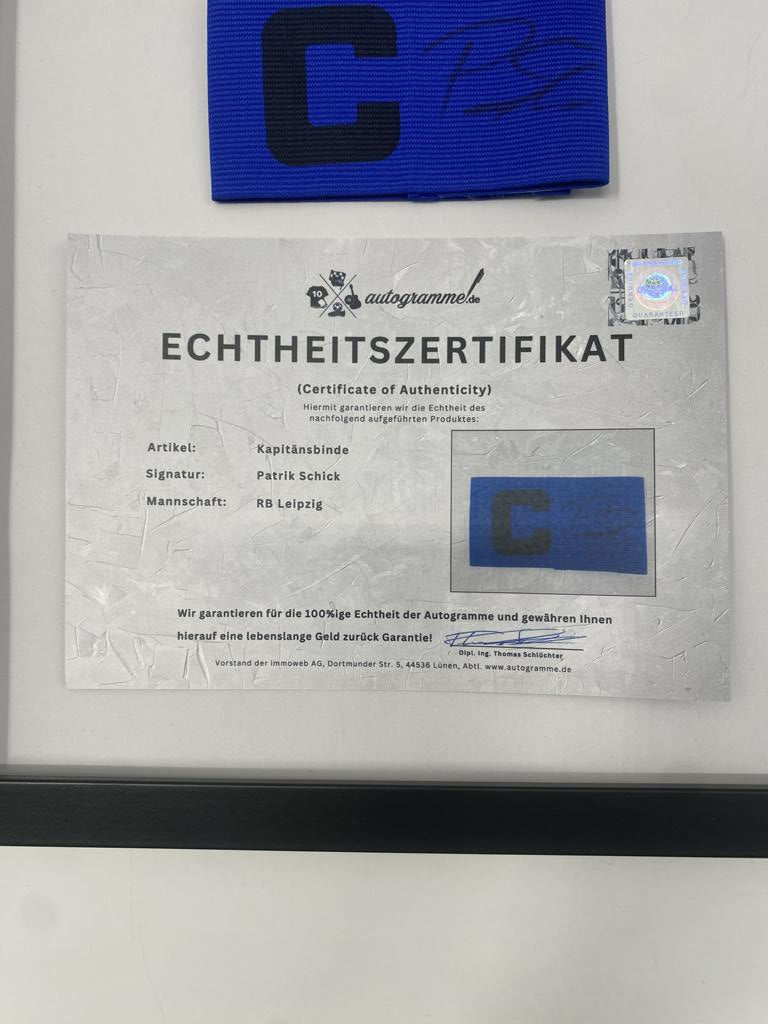 C
10
autogramme!.de
ECHTHEITSZERTIFIKAT
(Certificate of Authenticity)
Hiermit garantieren wir die Echtheit des
nachfolgend aufgeführten Produktes:
Artikel: Kapitänsbinde
Signatur: Patrik Schick
Mannschaft: RB Leipzig
C
Wir garantieren für die 100%ige Echtheit der Autogramme und gewähren Ihnen
hierauf eine lebenslange Geld zurück Garantie!
Dipl. Ing. Thomas Schlüchter
Vorstand der immoweb AG, Dortmunder Str. 5, 44536 Lünen, Abtl. www.autogramme.de
GUARANTEED